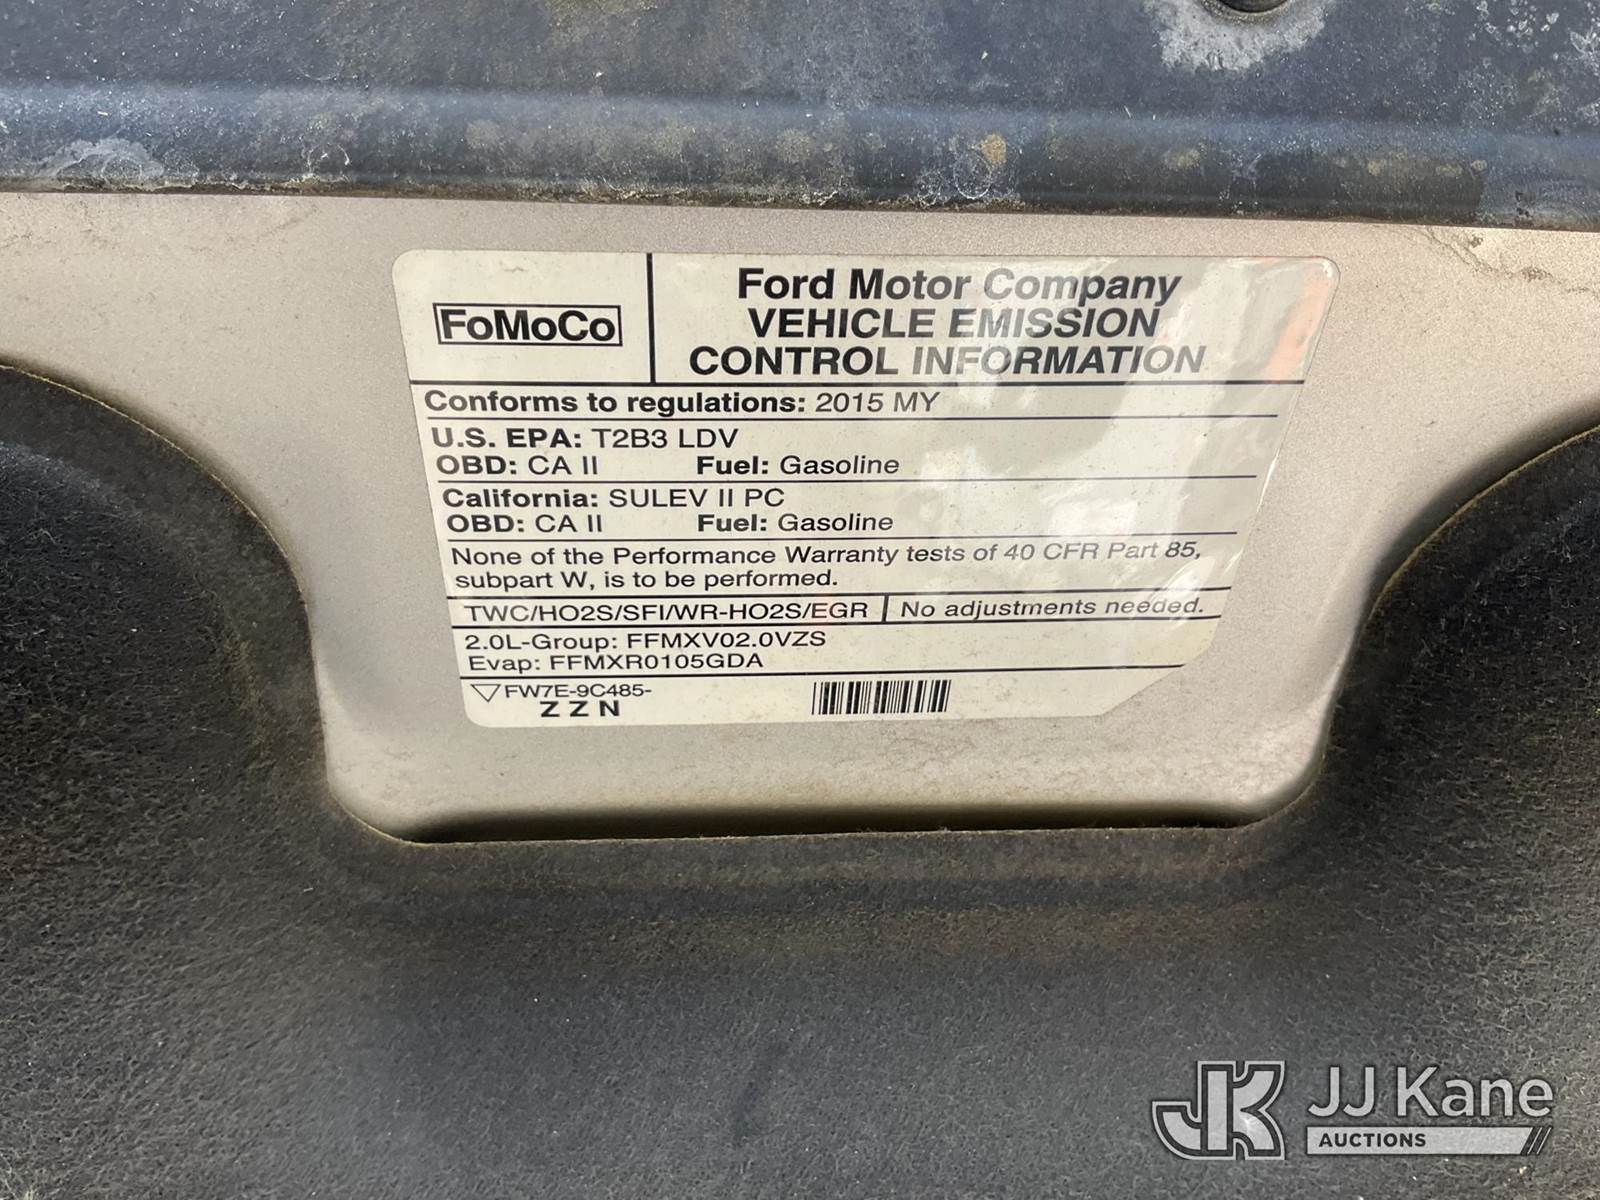 FoMoCo
Ford Motor Company
VEHICLE EMISSION
CONTROL INFORMATION
Conforms to regulations: 2015 MY
U.S. EPA: T2B3 LDV
OBD: CA II Fuel: Gasoline
California: SULEV II PC
OBD: CA II Fuel: Gasoline
None of the Performance Warranty tests of 40 CFR Part 85,
subpart W, is to be performed.
TWC/HO2S/SFI/WR-HO2S/EGR No adjustments needed.
2.0L-Group: FFMXV02.0VZS
Evap: FFMXR0105GDA
FW7E-9C485-
Z Z N
JK JJ Kane
AUCTIONS